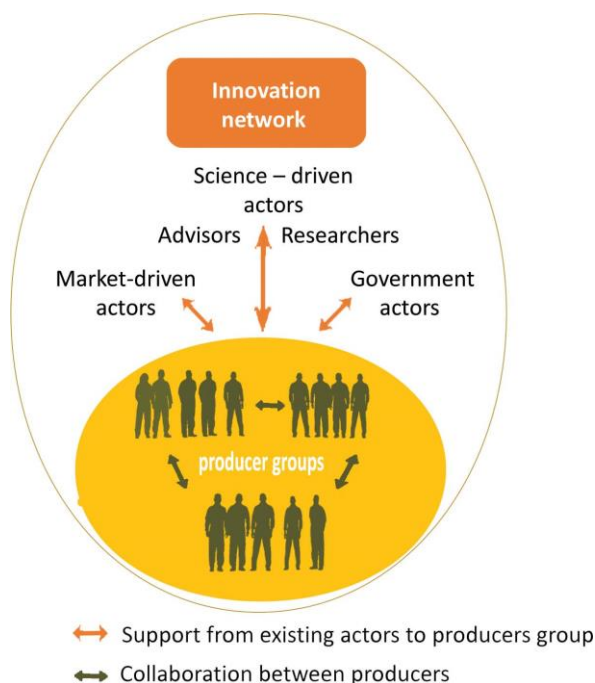 Innovation
network
Science – driven
actors
Advisors
Researchers
Market-driven
actors
Government
actors
producer groups
Support from existing actors to producers group
Collaboration between producers